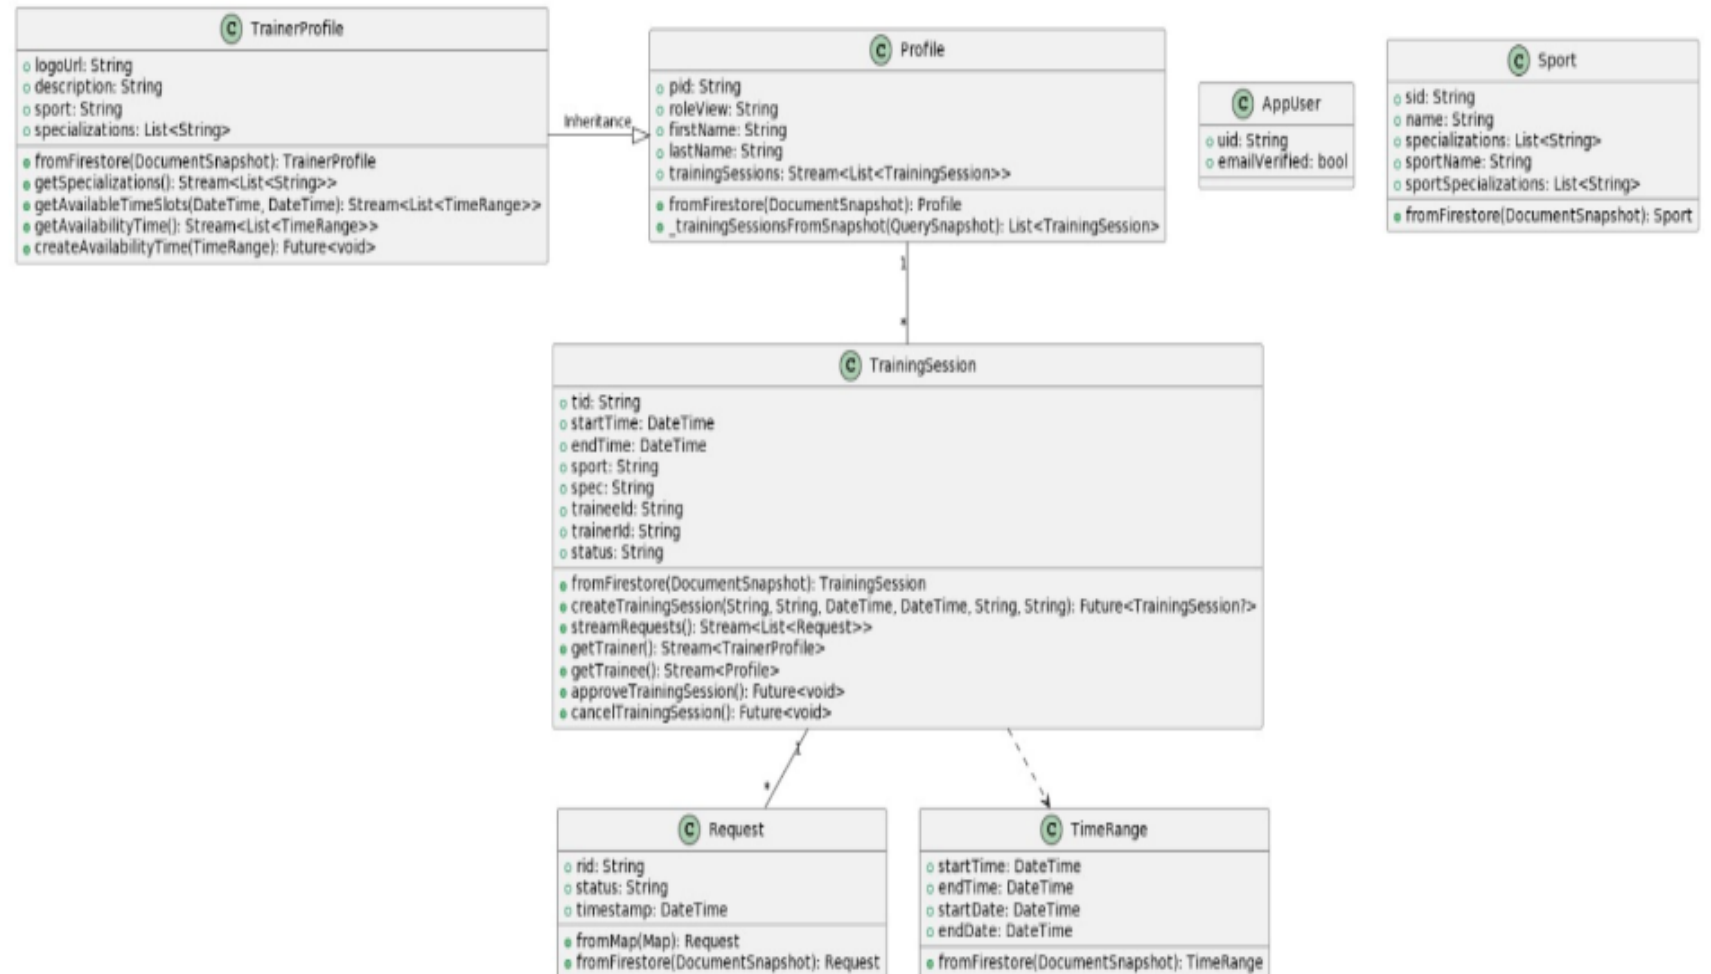 C TrainerProfile
logoUrl: String
description: String
sport: String
specializations: List<String>
fromFirestore(DocumentSnapshot): TrainerProfile
getSpecializations(): Stream<List<String>>
getAvailableTimeSlots(DateTime, DateTime): Stream<List<TimeRange>>
getAvailabilityTime(): Stream<List<TimeRange>>
createAvailabilityTime(TimeRange): Future<void>
Inheritance
C Profile
pid: String
roleView: String
firstName: String
lastName: String
trainingSessions: Stream<List<TrainingSession>>
fromFirestore(DocumentSnapshot): Profile
_trainingSessionsFromSnapshot(QuerySnapshot): List<TrainingSession>
C AppUser
uid: String
emailVerified: bool
C Sport
sid: String
name: String
specializations: List<String>
sportName: String
sportSpecializations: List<String>
fromFirestore(DocumentSnapshot): Sport
1
*
C TrainingSession
tid: String
startTime: DateTime
endTime: DateTime
sport: String
spec: String
traineeId: String
trainerId: String
status: String
fromFirestore(DocumentSnapshot): TrainingSession
createTrainingSession(String, String, DateTime, DateTime, String, String): Future<TrainingSession?>
streamRequests(): Stream<List<Request>>
getTrainer(): Stream<TrainerProfile>
getTrainee(): Stream<Profile>
approveTrainingSession(): Future<void>
cancelTrainingSession(): Future<void>
1
*
C Request
rid: String
status: String
timestamp: DateTime
fromMap(Map): Request
fromFirestore(DocumentSnapshot): Request
C TimeRange
startTime: DateTime
endTime: DateTime
startDate: DateTime
endDate: DateTime
fromFirestore(DocumentSnapshot): TimeRange